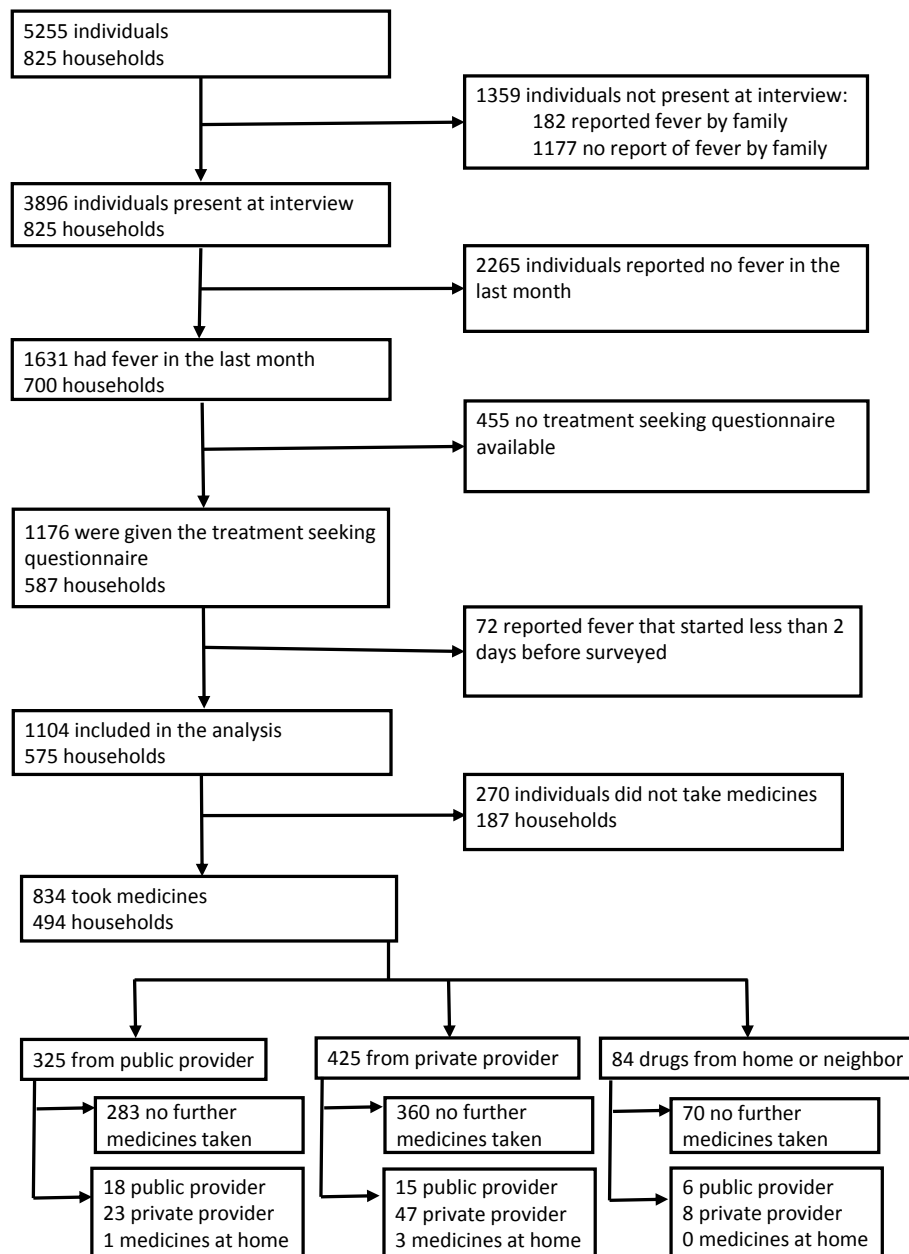 5255 individuals
825 households
1359 individuals not present at interview:
182 reported fever by family
1177 no report of fever by family
3896 individuals present at interview
825 households
2265 individuals reported no fever in the
last month
1631 had fever in the last month
700 households
455 no treatment seeking questionnaire
available
1176 were given the treatment seeking
questionnaire
587 households
72 reported fever that started less than 2
days before surveyed
1104 included in the analysis
575 households
270 individuals did not take medicines
187 households
834 took medicines
494 households
325 from public provider
425 from private provider
84 drugs from home or neighbor
283 no further
medicines taken
360 no further
medicines taken
70 no further
medicines taken
18 public provider
23 private provider
1 medicines at home
15 public provider
47 private provider
3 medicines at home
6 public provider
8 private provider
0 medicines at home